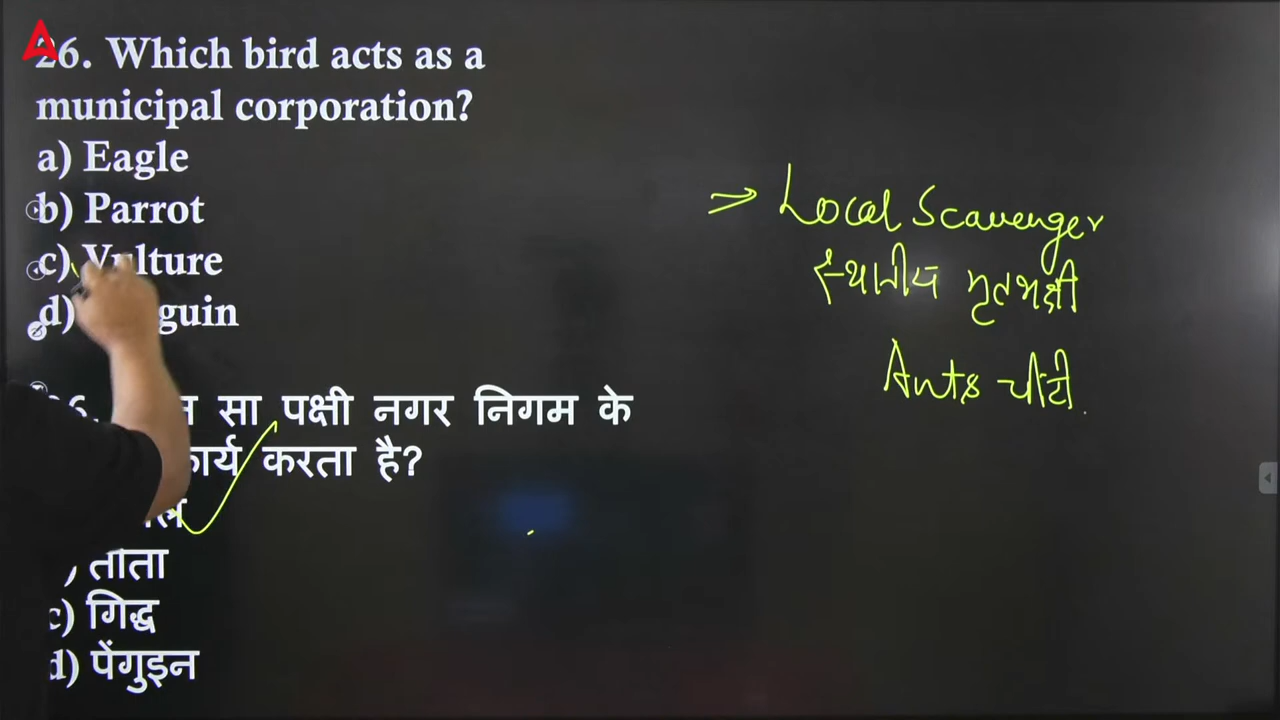 26. Which bird acts as a
municipal corporation?
a) Eagle
b) Parrot
c) Vulture
d) guin
सा पक्षी नगर निगम के
कार्य करता है?
तोता
c) गिद्ध
d) पेंगुइन
⇒ Local Scavenger
स्थानीय मृतभक्षी
Ants चींटी